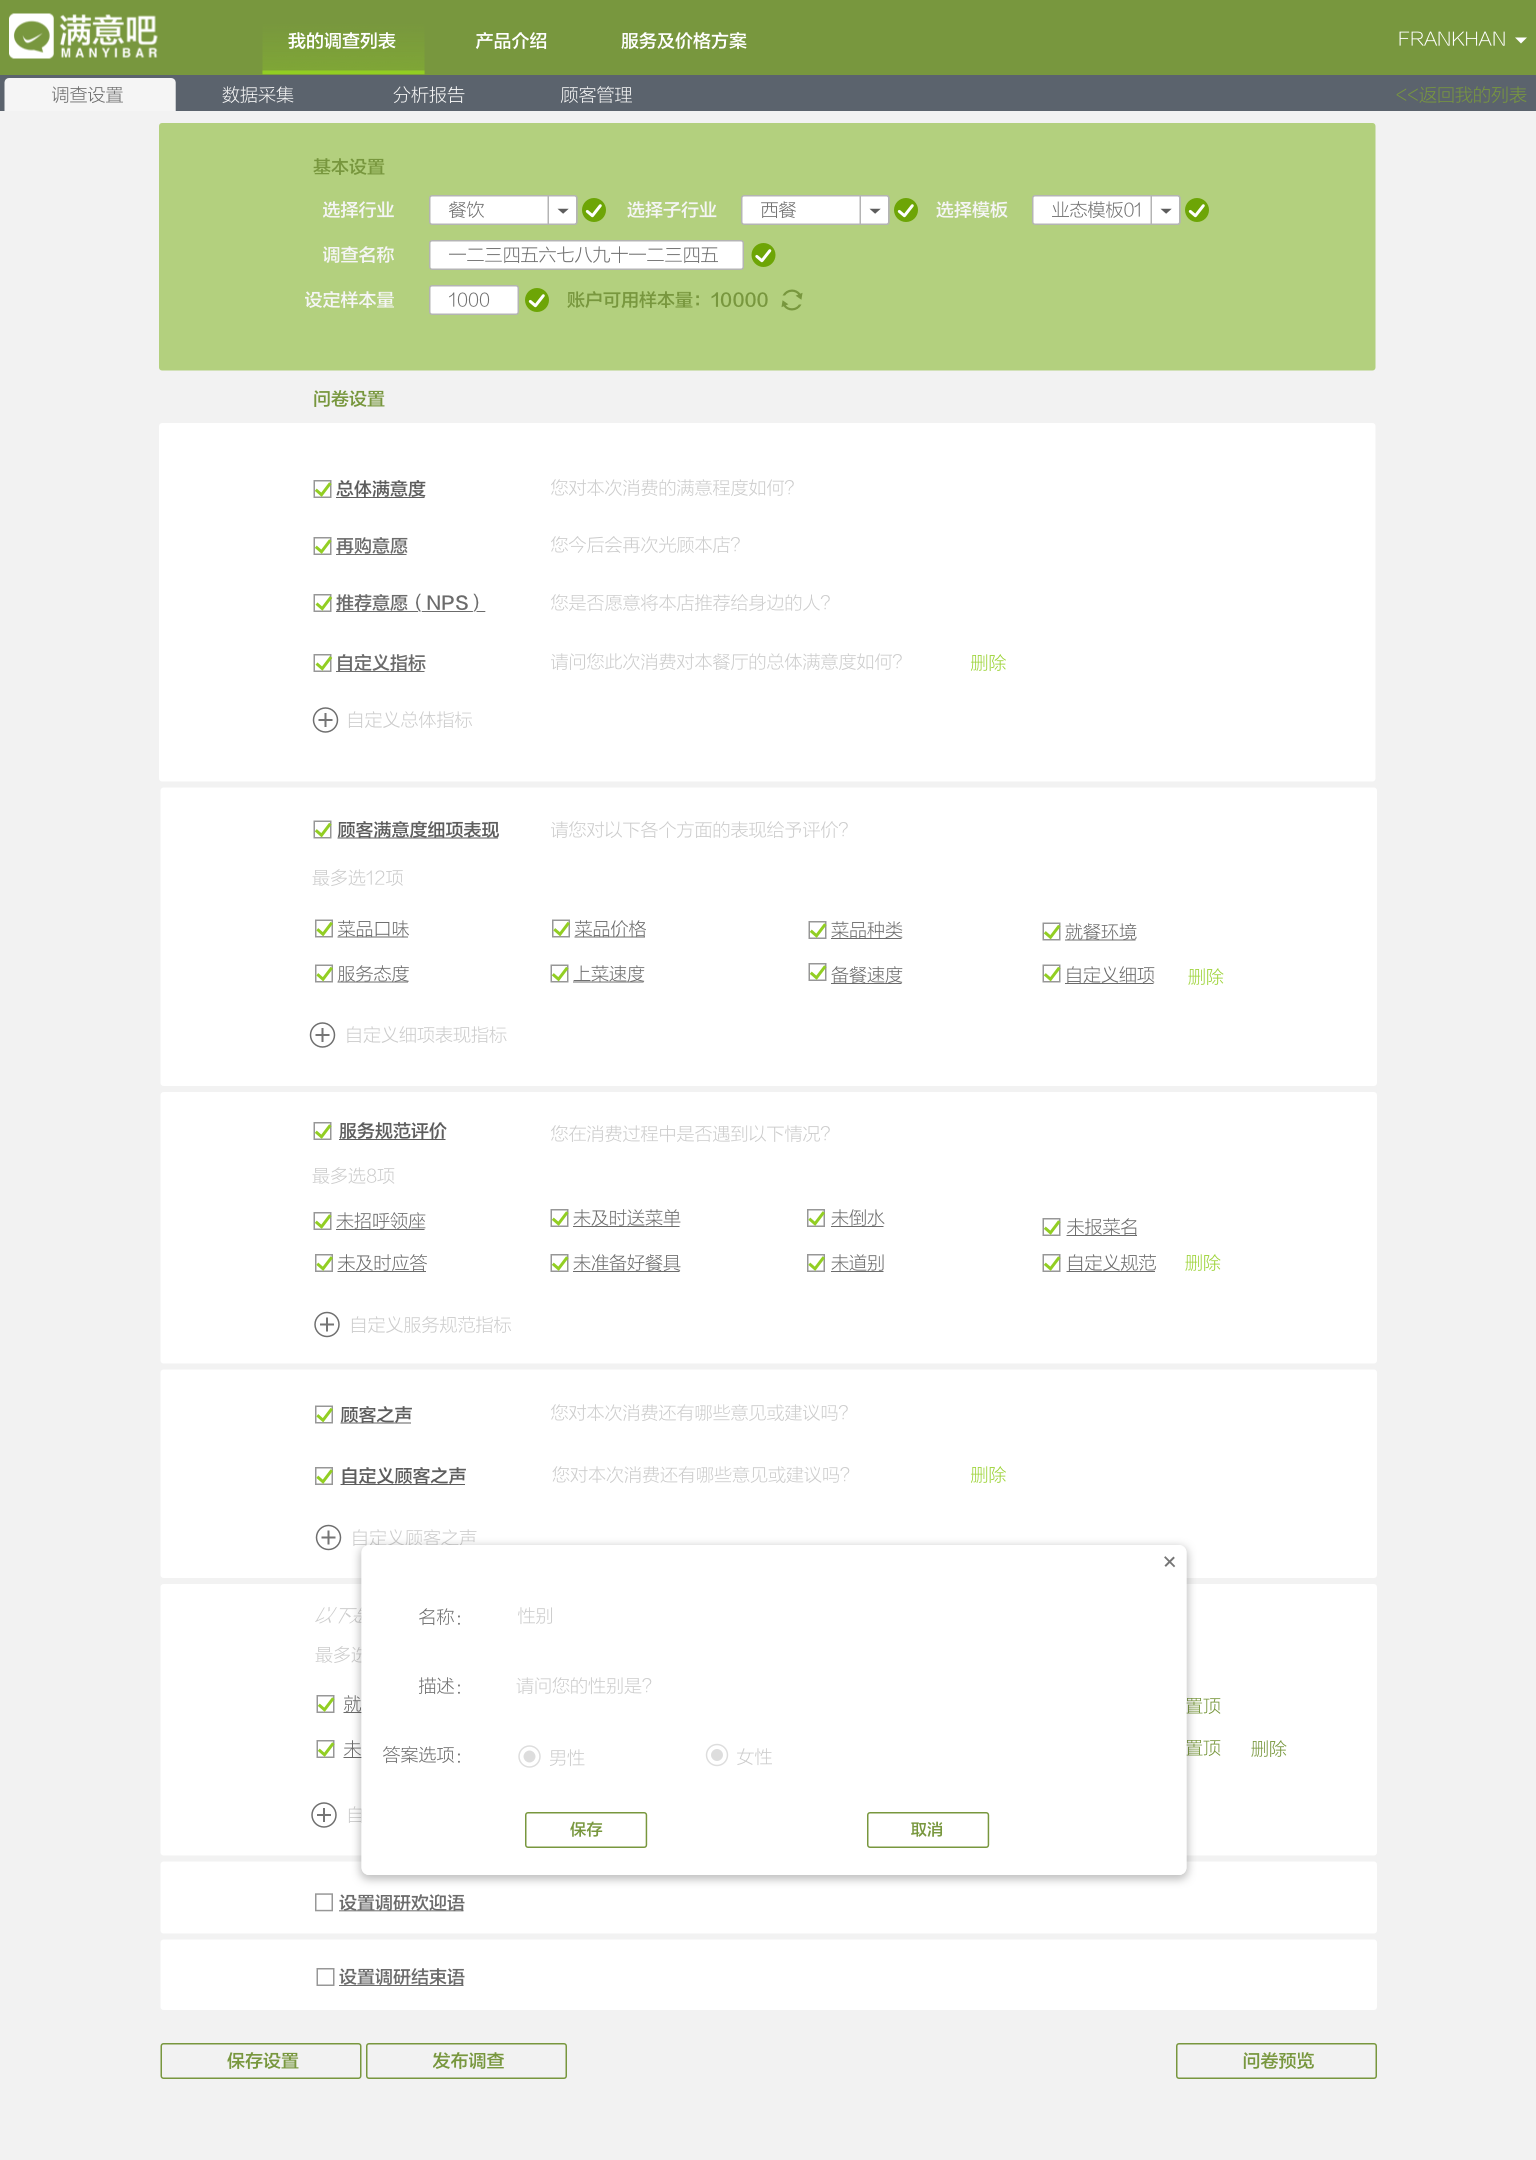 满意吧
MANYIBAR
我的调查列表 产品介绍 服务及价格方案 FRANKHAN
调查设置 数据采集 分析报告 顾客管理 <<返回我的列表
基本设置
选择行业 餐饮 选择子行业 西餐 选择模板 业态模板01
调查名称 一二三四五六七八九十一二三四五
设定样本量 1000 账户可用样本量：10000
问卷设置
总体满意度 您对本次消费的满意程度如何?
再购意愿 您今后会再次光顾本店?
推荐意愿（NPS） 您是否愿意将本店推荐给身边的人?
自定义指标 请问您此次消费对本餐厅的总体满意度如何? 删除
自定义总体指标
顾客满意度细项表现 请您对以下各个方面的表现给予评价?
最多选12项
菜品口味 菜品价格 菜品种类 就餐环境
服务态度 上菜速度 备餐速度 自定义细项 删除
自定义细项表现指标
服务规范评价 您在消费过程中是否遇到以下情况?
最多选8项
未招呼领座 未及时送菜单 未倒水 未报菜名
未及时应答 未准备好餐具 未道别 自定义规范 删除
自定义服务规范指标
顾客之声 您对本次消费还有哪些意见或建议吗?
自定义顾客之声 您对本次消费还有哪些意见或建议吗? 删除
自定义顾客之声
×
以下
最多选
就 置顶
未 置顶 删除
自
名称： 性别
描述： 请问您的性别是?
答案选项： 男性 女性
保存 取消
设置调研欢迎语
设置调研结束语
保存设置 发布调查 问卷预览